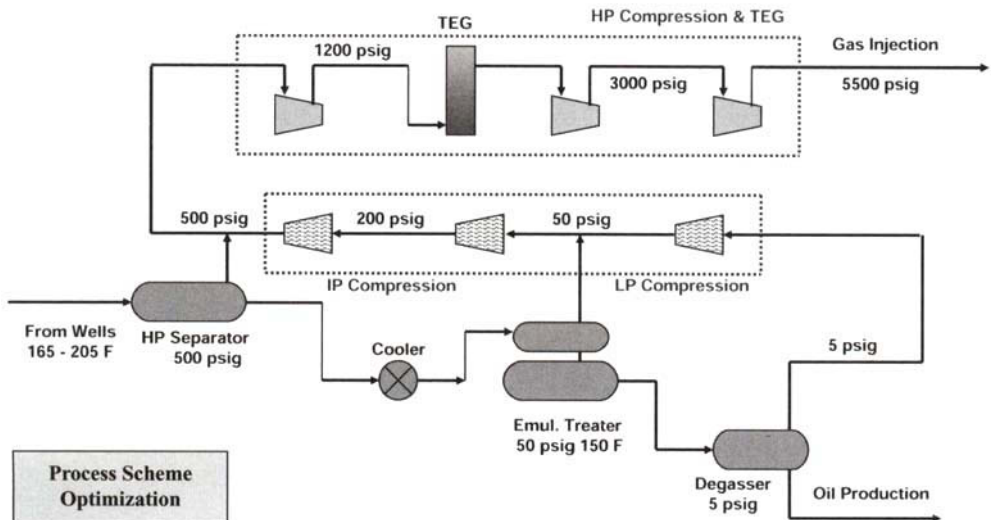 TEG
HP Compression & TEG
1200 psig
3000 psig
Gas Injection
5500 psig
500 psig
200 psig
50 psig
IP Compression
LP Compression
From Wells
165 - 205 F
HP Separator
500 psig
Cooler
5 psig
Emul. Treater
50 psig 150 F
Degasser
5 psig
Oil Production
Process Scheme
Optimization